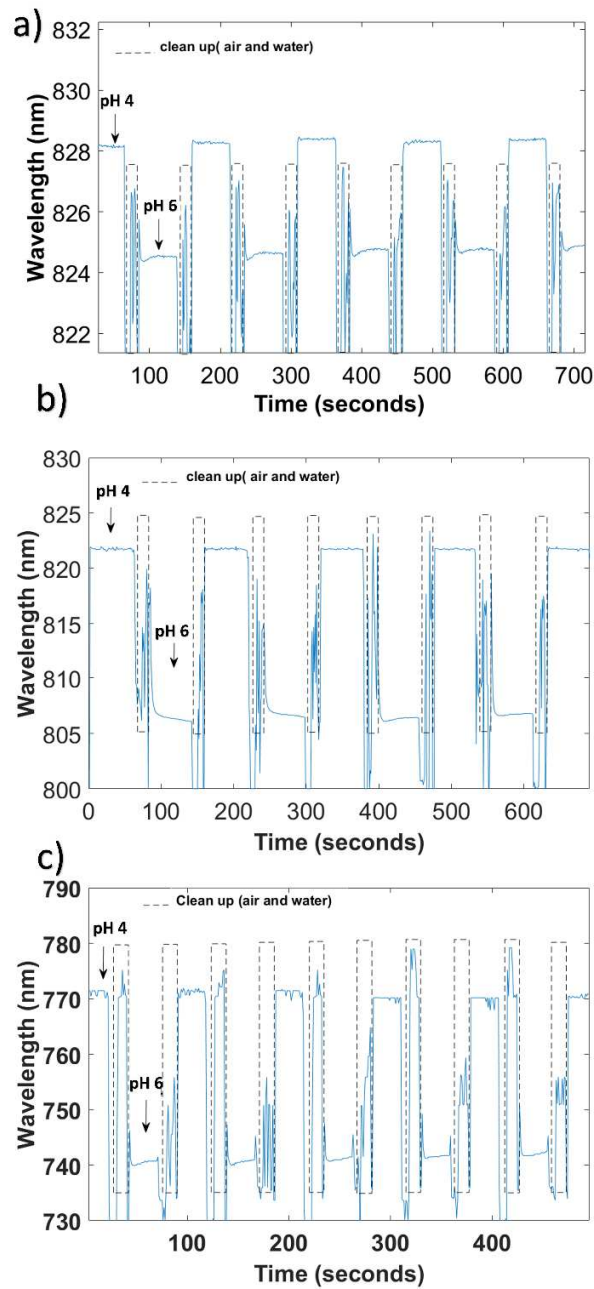 a)
832
clean up( air and water)
830
pH 4
828
826
pH 6
824
822
Wavelength (nm)
100 200 300 400 500 600 700
Time (seconds)
b)
830
clean up( air and water)
pH 4
825
820
815
pH 6
810
805
800
Wavelength (nm)
0 100 200 300 400 500 600
Time (seconds)
c)
790
Clean up (air and water)
pH 4
780
770
760
pH 6
750
740
730
Wavelength (nm)
100 200 300 400
Time (seconds)